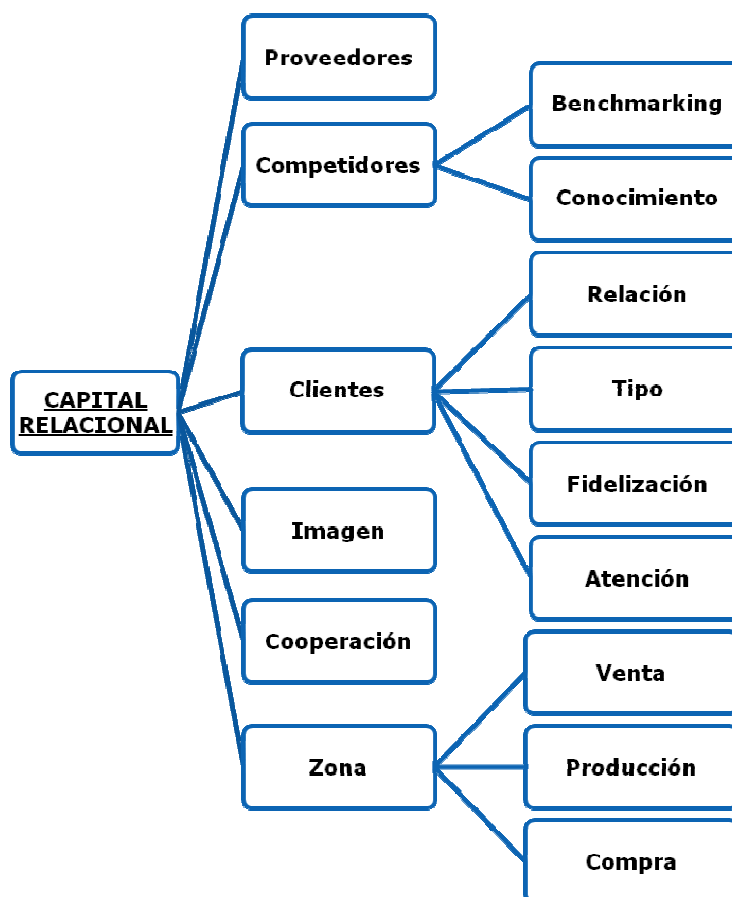 CAPITAL
RELACIONAL
Proveedores
Competidores
Benchmarking
Conocimiento
Clientes
Relación
Tipo
Fidelización
Atención
Imagen
Cooperación
Zona
Venta
Producción
Compra